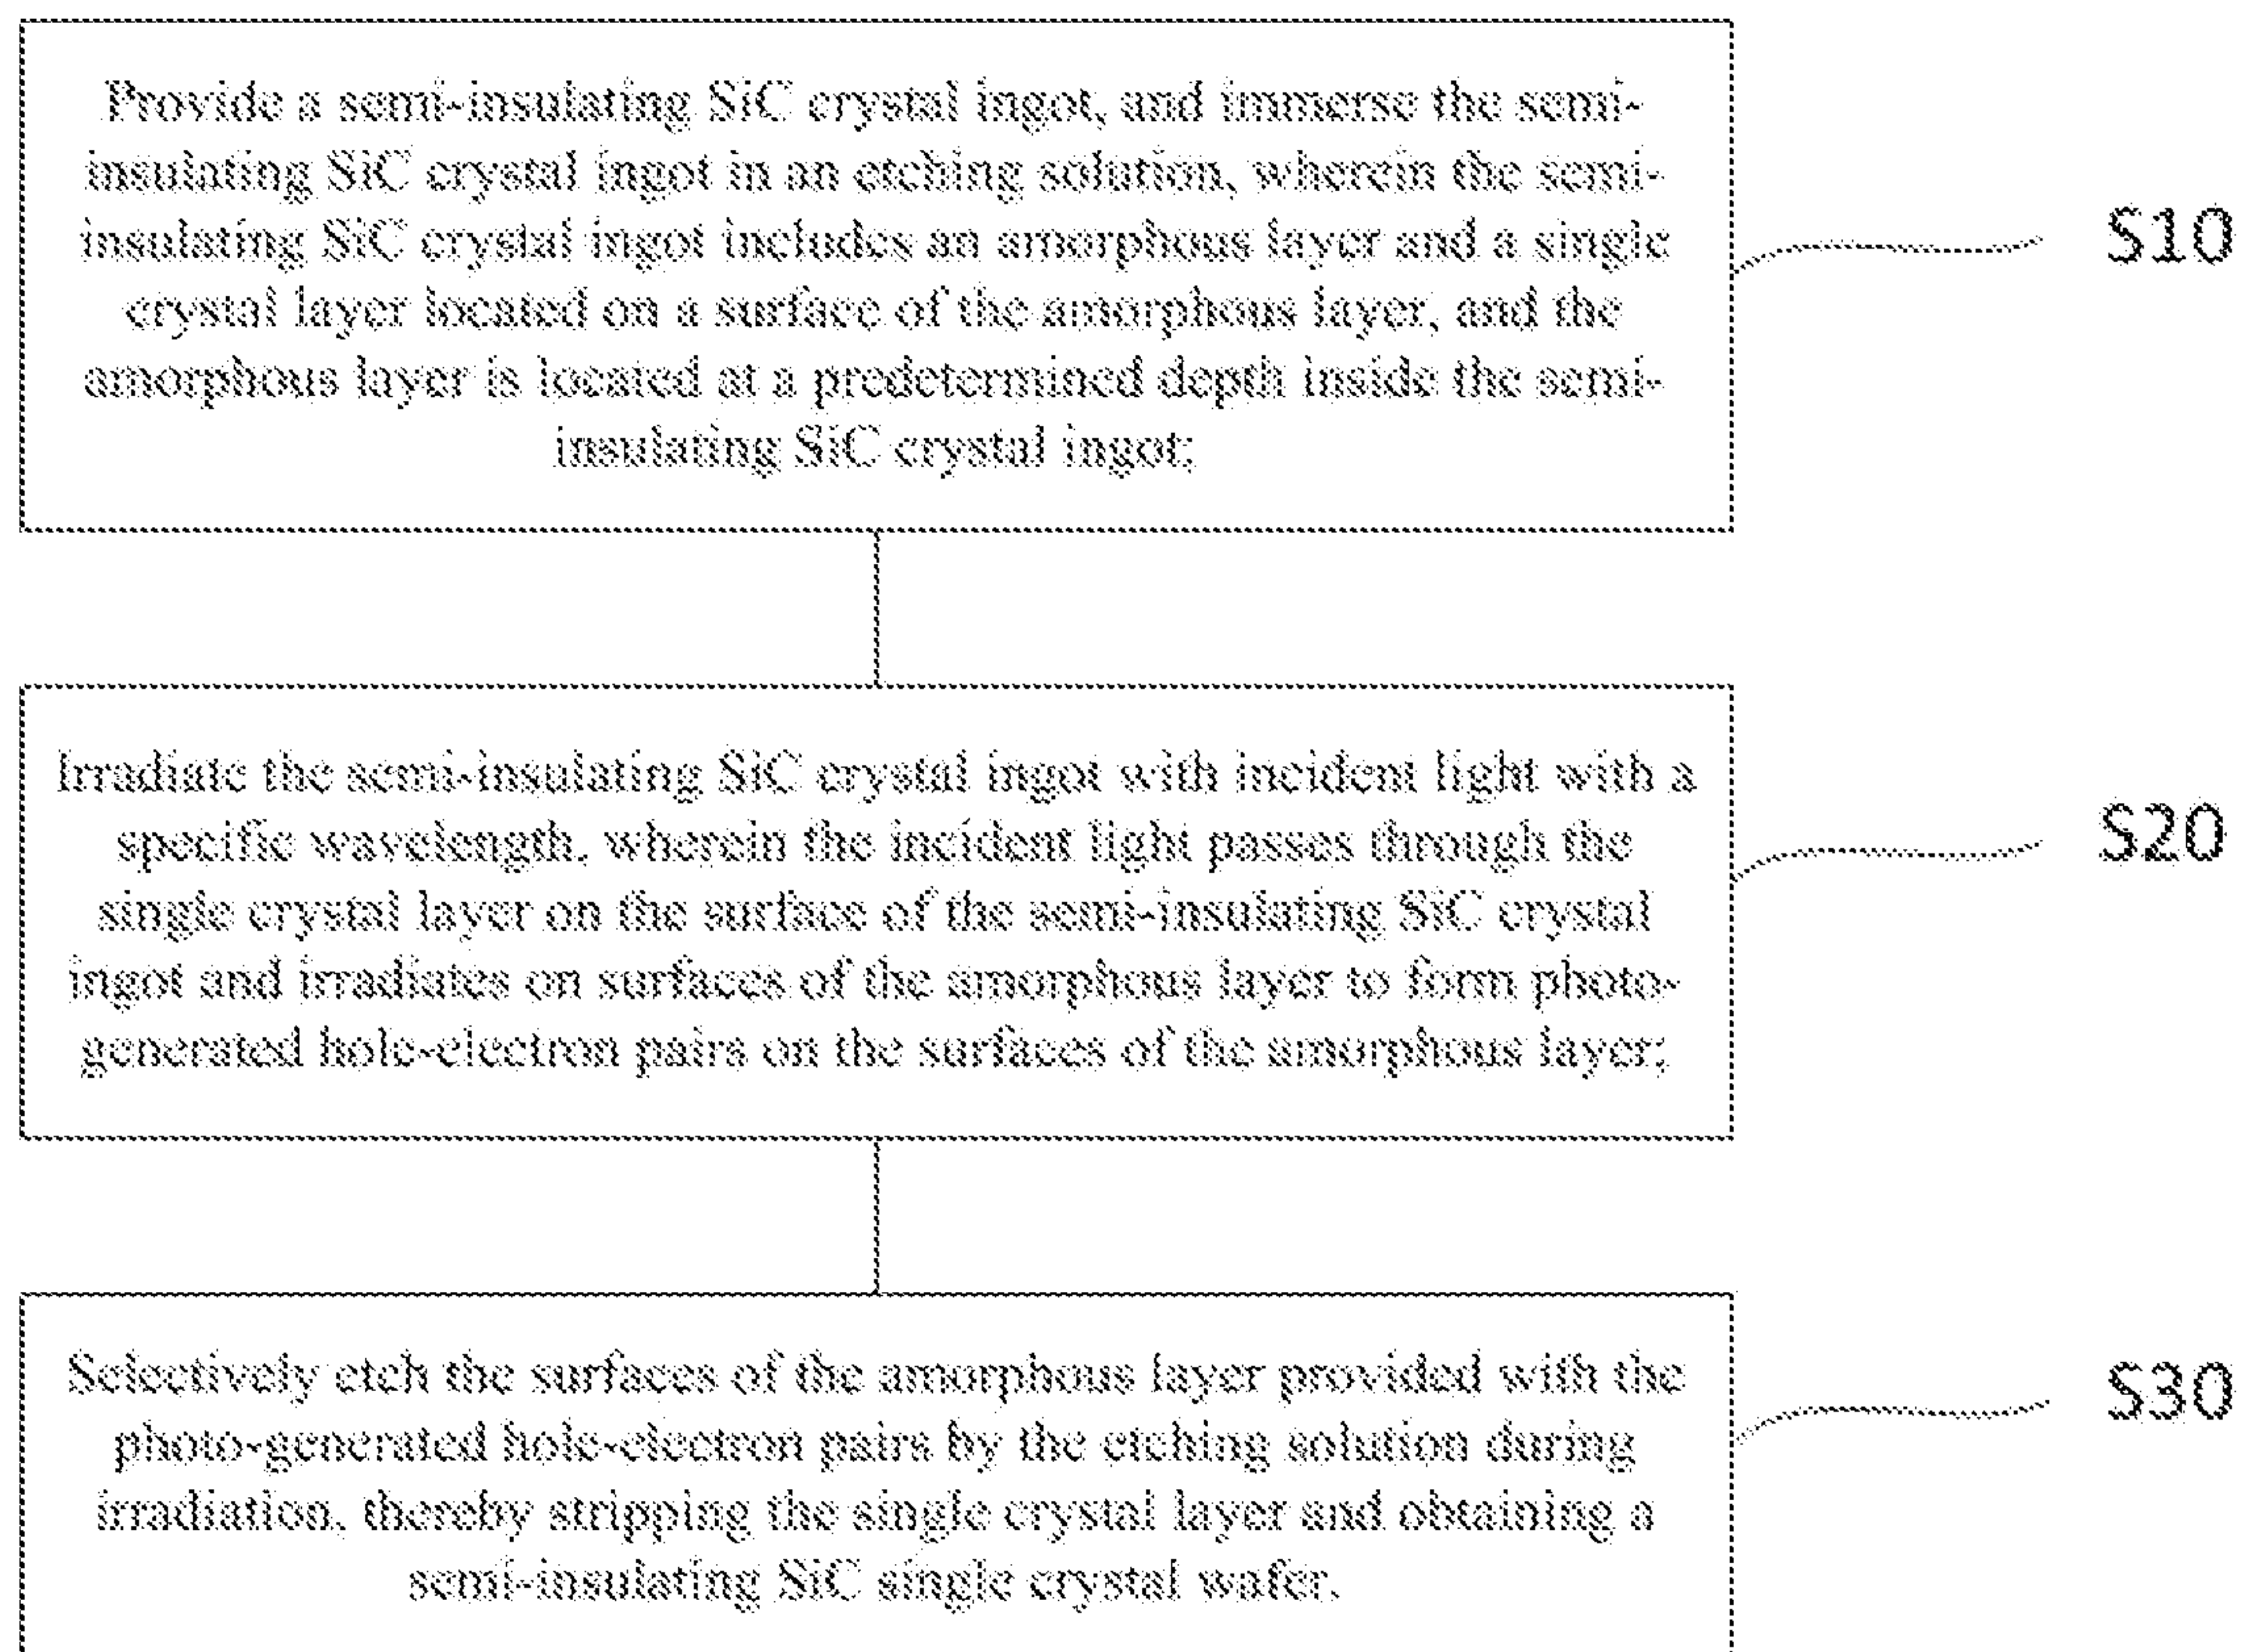 Provide a semi-insulating SiC crystal ingot, and immerse the semi-
insulating SiC crystal ingot in an etching solution, wherein the semi-
insulating SiC crystal ingot includes an amorphous layer and a single
crystal layer located on a surface of the amorphous layer, and the
amorphous layer is located at a predetermined depth inside the semi-
insulating SiC crystal ingot;
S10
Irradiate the semi-insulating SiC crystal ingot with incident light with a
specific wavelength, wherein the incident light passes through the
single crystal layer on the surface of the semi-insulating SiC crystal
ingot and irradiates on surfaces of the amorphous layer to form photo-
generated hole-electron pairs on the surfaces of the amorphous layer;
S20
Selectively etch the surfaces of the amorphous layer provided with the
photo-generated hole-electron pairs by the etching solution during
irradiation, thereby stripping the single crystal layer and obtaining a
semi-insulating SiC single crystal wafer.
S30